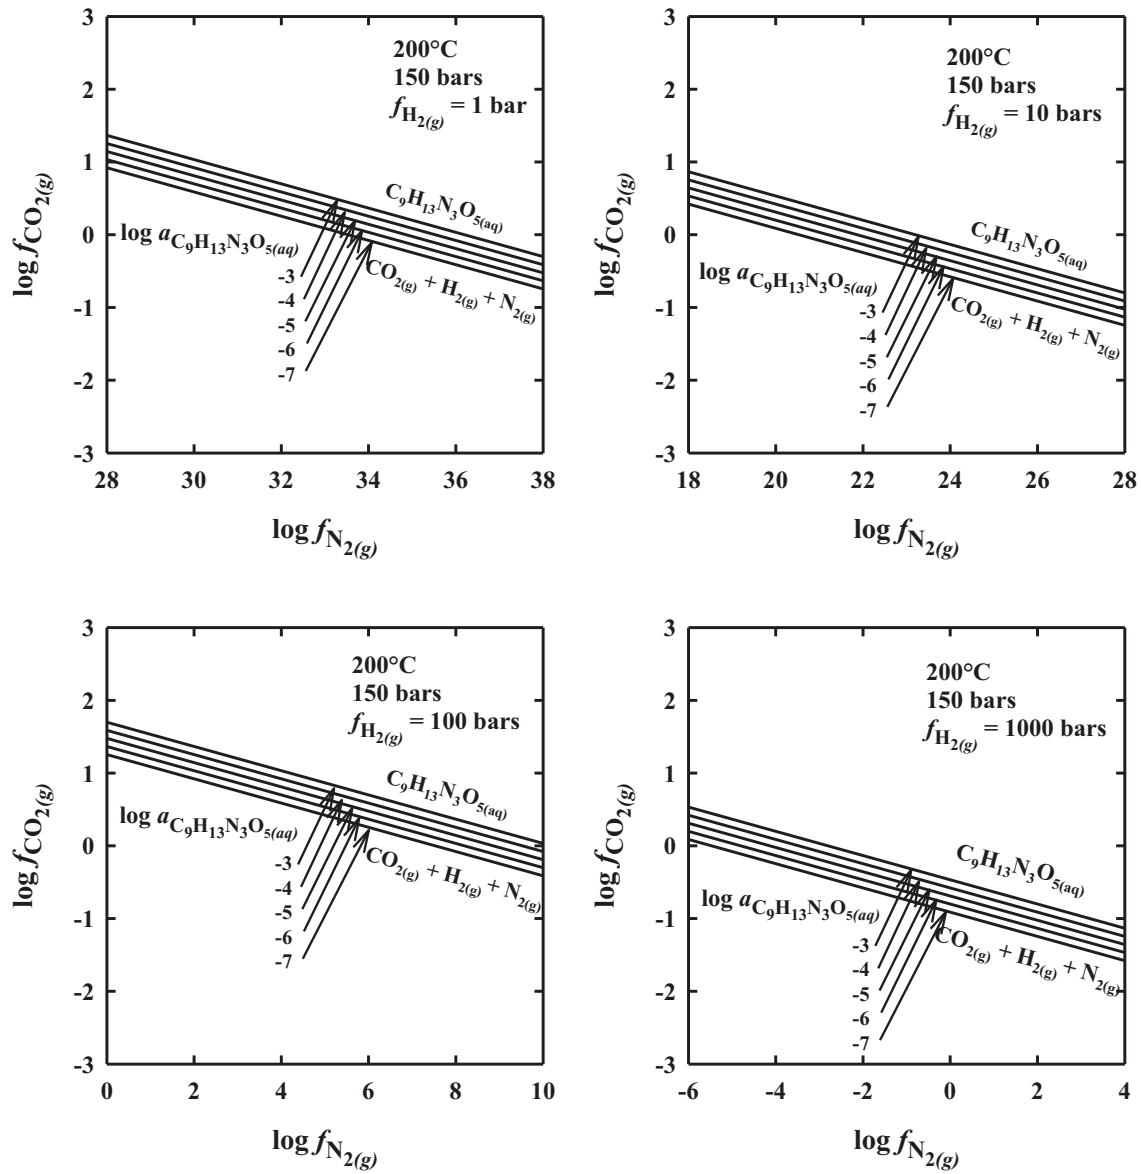 3
2
1
0
-1
-2
-3
log fCO2(g)
200°C
150 bars
fH2(g) = 1 bar
C9H13N3O5(aq)
log aC9H13N3O5(aq)
-3
-4
-5
-6
-7
CO2(g) + H2(g) + N2(g)
28 30 32 34 36 38
log fN2(g)
3
2
1
0
-1
-2
-3
log fCO2(g)
200°C
150 bars
fH2(g) = 10 bars
C9H13N3O5(aq)
log aC9H13N3O5(aq)
-3
-4
-5
-6
-7
CO2(g) + H2(g) + N2(g)
18 20 22 24 26 28
log fN2(g)
3
2
1
0
-1
-2
-3
log fCO2(g)
200°C
150 bars
fH2(g) = 100 bars
C9H13N3O5(aq)
log aC9H13N3O5(aq)
-3
-4
-5
-6
-7
CO2(g) + H2(g) + N2(g)
0 2 4 6 8 10
log fN2(g)
3
2
1
0
-1
-2
-3
log fCO2(g)
200°C
150 bars
fH2(g) = 1000 bars
C9H13N3O5(aq)
log aC9H13N3O5(aq)
-3
-4
-5
-6
-7
CO2(g) + H2(g) + N2(g)
-6 -4 -2 0 2 4
log fN2(g)